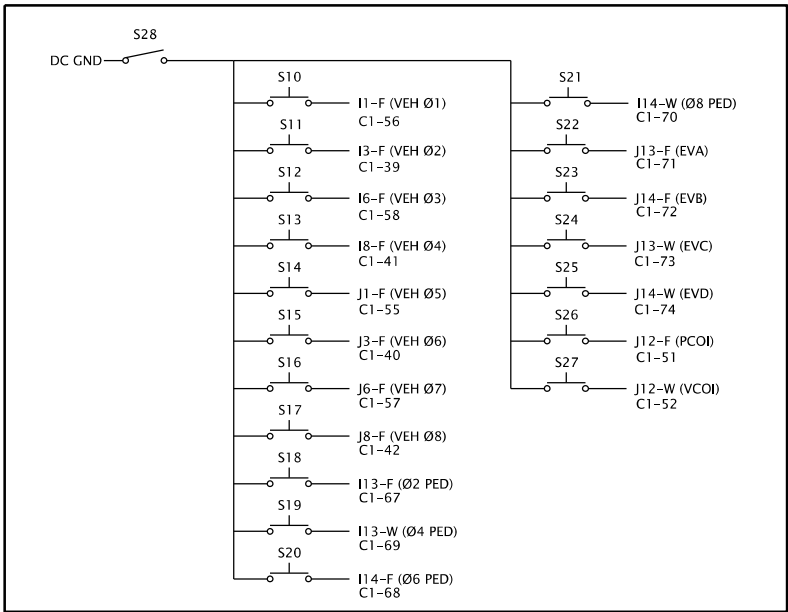 S28
DC GND
S10
I1-F (VEH Ø1)
C1-56
S11
I3-F (VEH Ø2)
C1-39
S12
I6-F (VEH Ø3)
C1-58
S13
I8-F (VEH Ø4)
C1-41
S14
J1-F (VEH Ø5)
C1-55
S15
J3-F (VEH Ø6)
C1-40
S16
J6-F (VEH Ø7)
C1-57
S17
J8-F (VEH Ø8)
C1-42
S18
I13-F (Ø2 PED)
C1-67
S19
I13-W (Ø4 PED)
C1-69
S20
I14-F (Ø6 PED)
C1-68
S21
I14-W (Ø8 PED)
C1-70
S22
J13-F (EVA)
C1-71
S23
J14-F (EVB)
C1-72
S24
J13-W (EVC)
C1-73
S25
J14-W (EVD)
C1-74
S26
J12-F (PCOI)
C1-51
S27
J12-W (VCOI)
C1-52